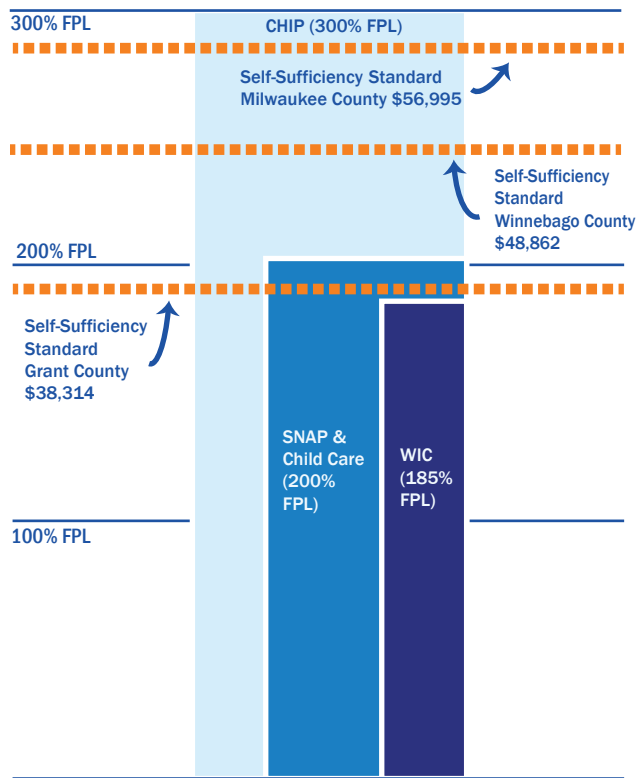 300% FPL
CHIP (300% FPL)
Self-Sufficiency Standard
Milwaukee County $56,995
Self-Sufficiency
Standard
Winnebago County
$48,862
200% FPL
Self-Sufficiency
Standard
Grant County
$38,314
SNAP &
Child Care
(200%
FPL)
WIC
(185%
FPL)
100% FPL